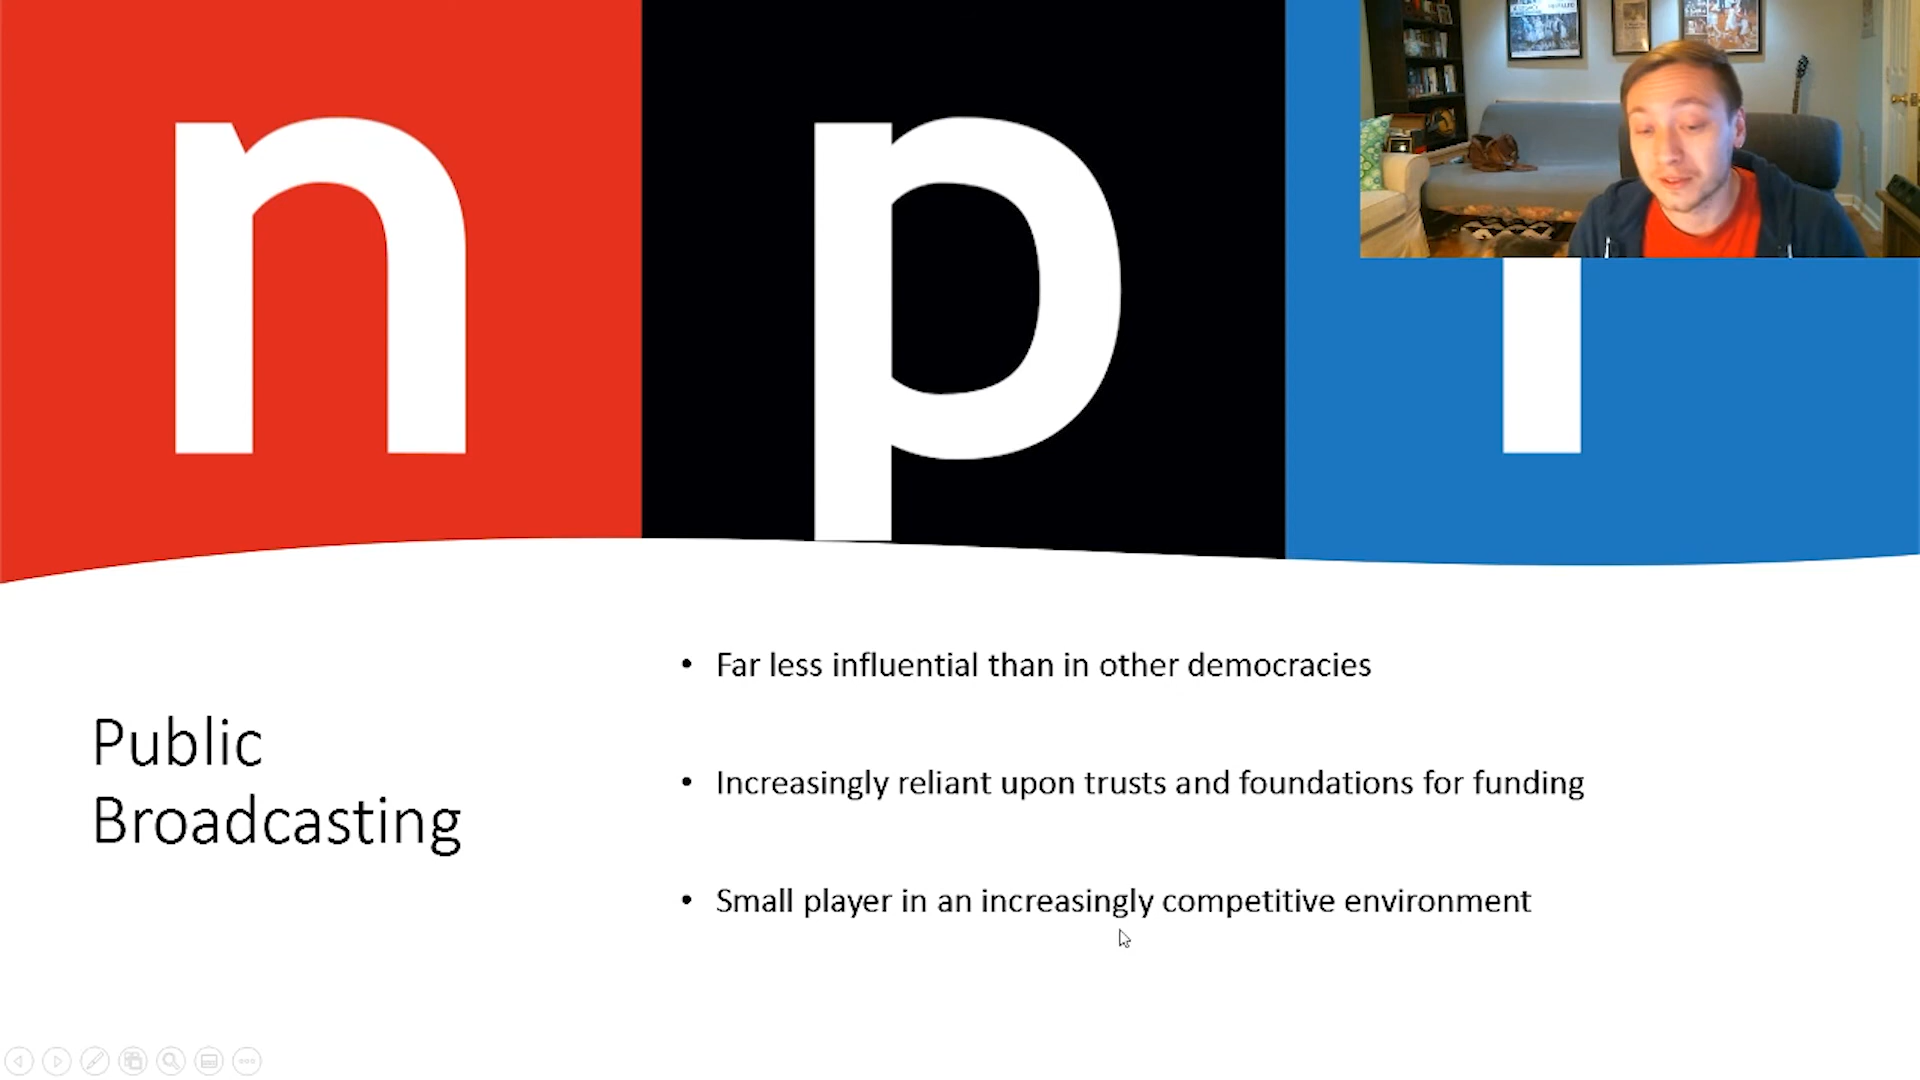 npr
Public
Broadcasting
• Far less influential than in other democracies
• Increasingly reliant upon trusts and foundations for funding
• Small player in an increasingly competitive environment